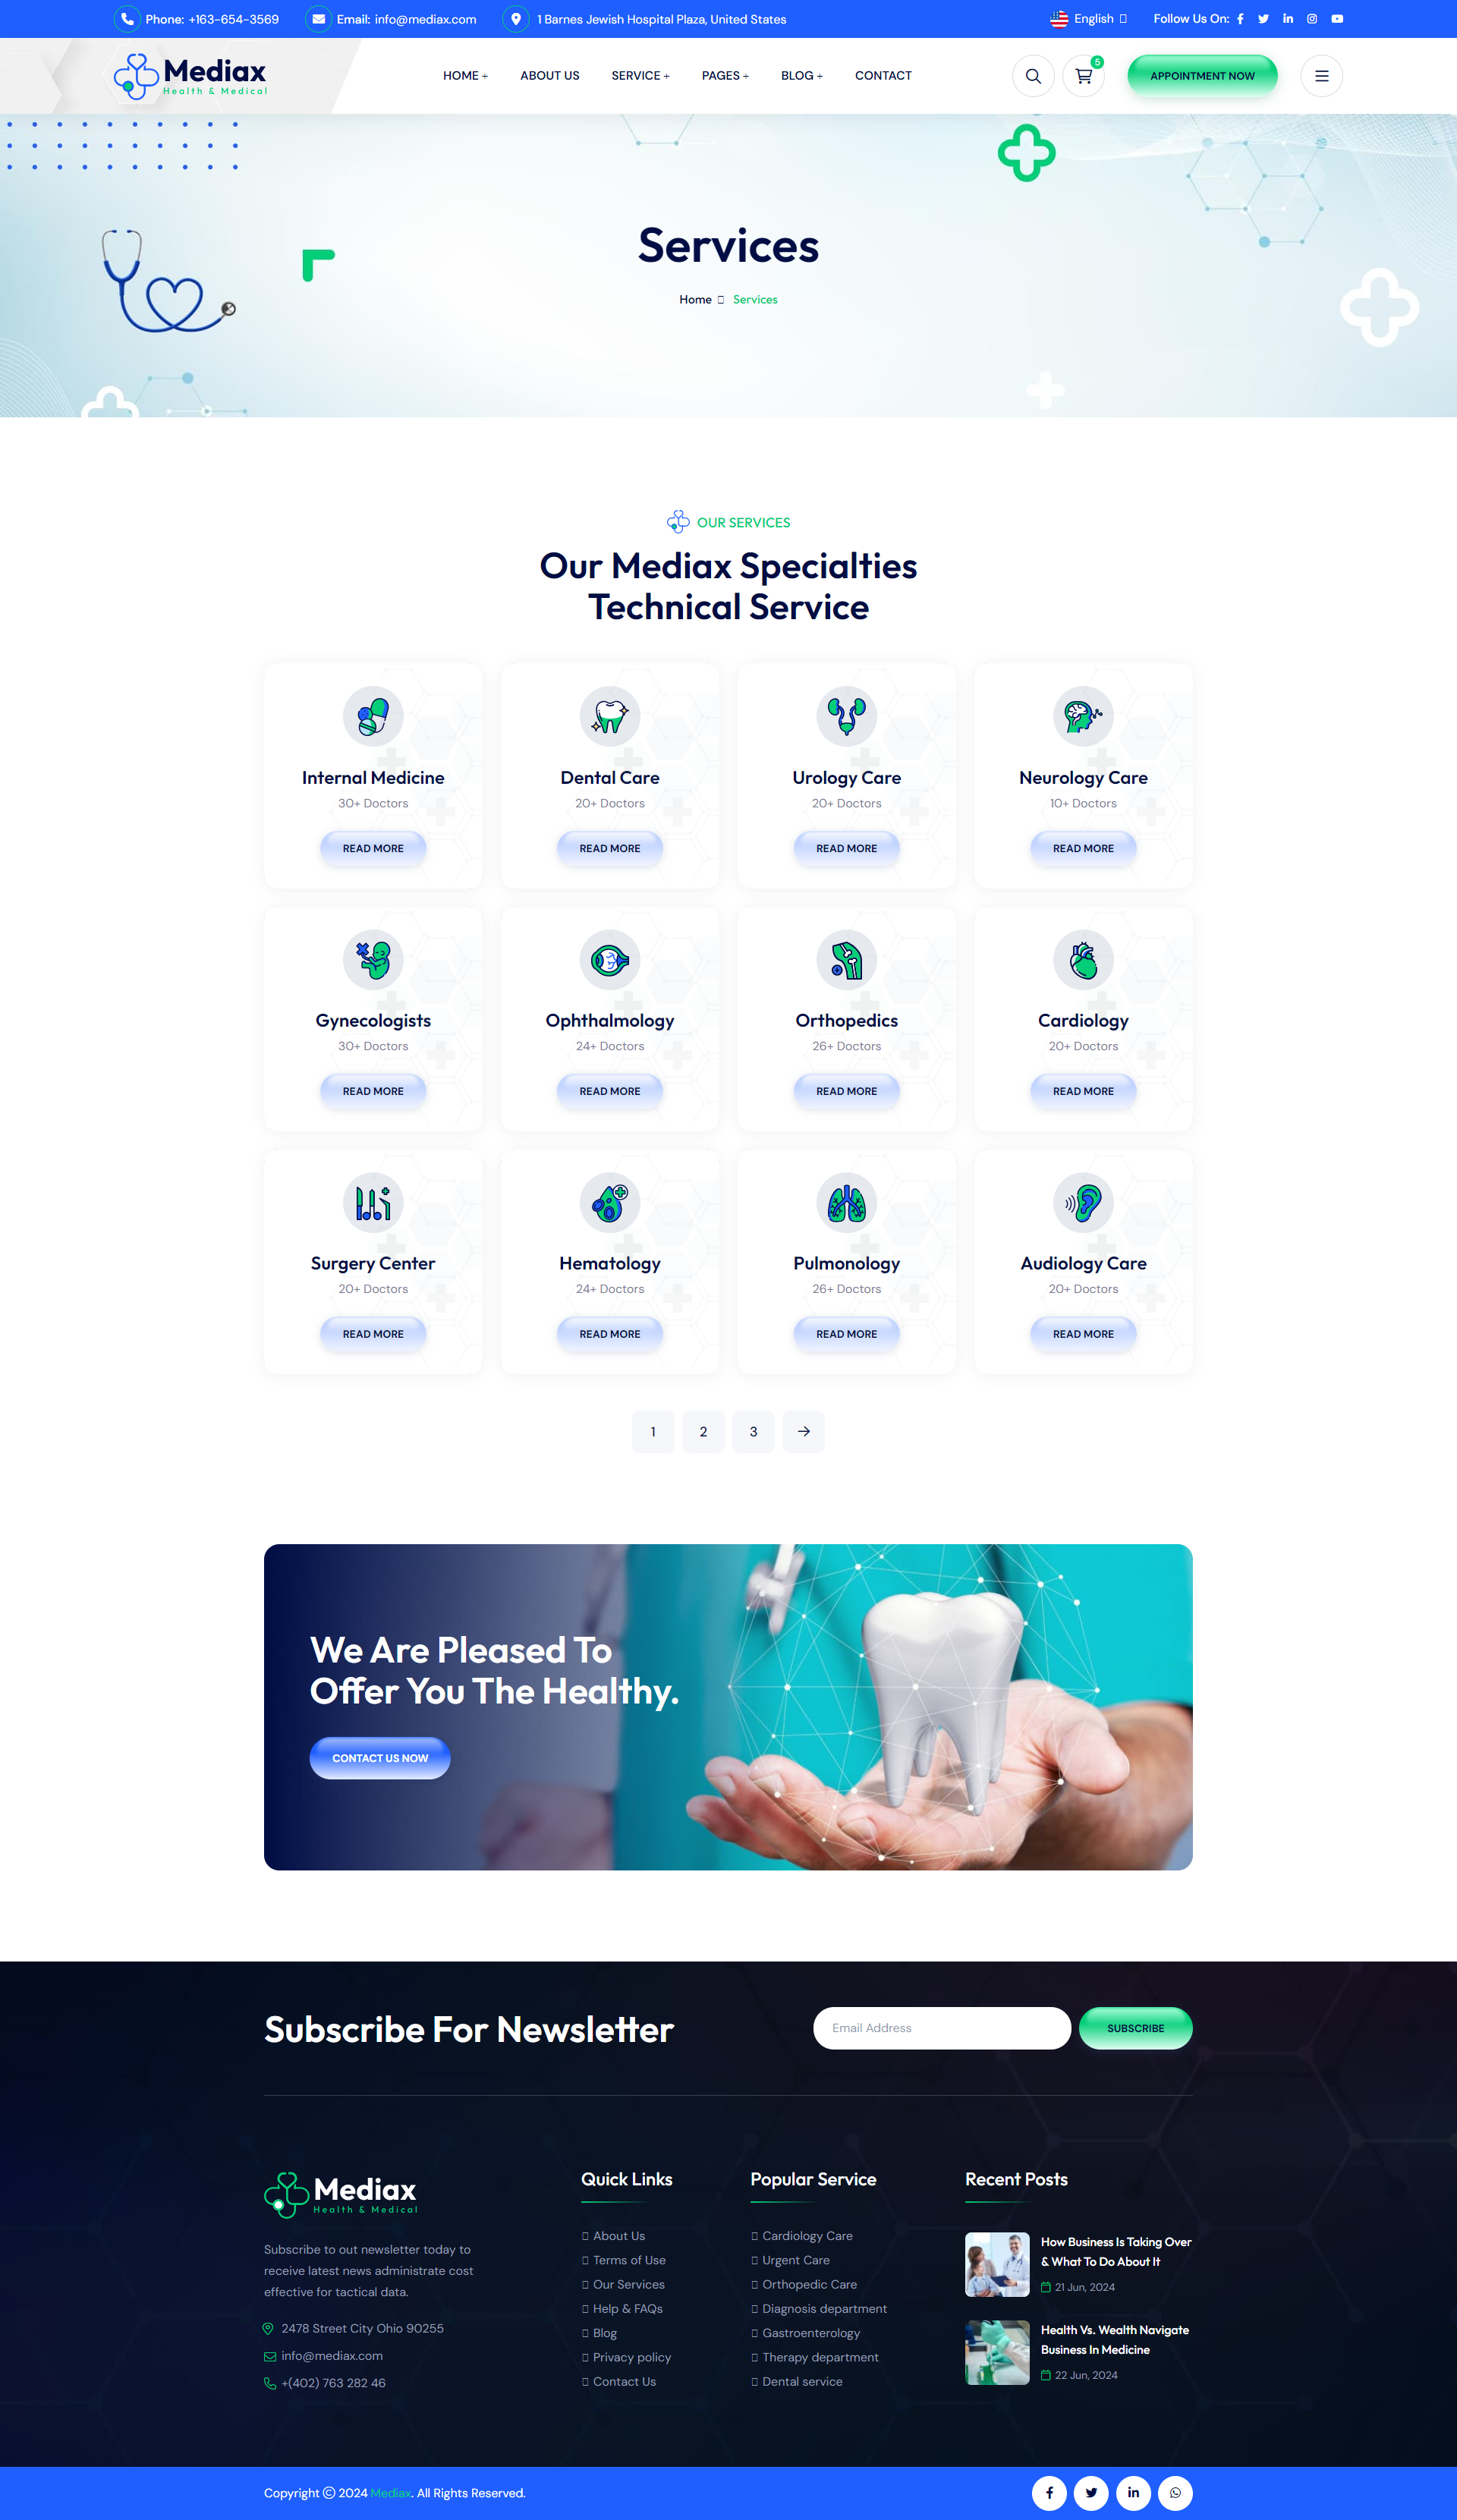 Phone: +163-654-3569
Email: info@mediax.com
1 Barnes Jewish Hospital Plaza, United States
English
Follow Us On:
Mediax
Health & Medical
HOME +
ABOUT US
SERVICE +
PAGES +
BLOG +
CONTACT
5
APPOINTMENT NOW
Services
Home Services
OUR SERVICES
Our Mediax Specialties
Technical Service
Internal Medicine
30+ Doctors
READ MORE
Dental Care
20+ Doctors
READ MORE
Urology Care
20+ Doctors
READ MORE
Neurology Care
10+ Doctors
READ MORE
Gynecologists
30+ Doctors
READ MORE
Ophthalmology
24+ Doctors
READ MORE
Orthopedics
26+ Doctors
READ MORE
Cardiology
20+ Doctors
READ MORE
Surgery Center
20+ Doctors
READ MORE
Hematology
24+ Doctors
READ MORE
Pulmonology
26+ Doctors
READ MORE
Audiology Care
20+ Doctors
READ MORE
1 2 3 →
We Are Pleased To
Offer You The Healthy.
CONTACT US NOW
Subscribe For Newsletter
Email Address
SUBSCRIBE
Mediax
Health & Medical
Subscribe to out newsletter today to
receive latest news administrate cost
effective for tactical data.
2478 Street City Ohio 90255
info@mediax.com
+(402) 763 282 46
Quick Links
About Us
Terms of Use
Our Services
Help & FAQs
Blog
Privacy policy
Contact Us
Popular Service
Cardiology Care
Urgent Care
Orthopedic Care
Diagnosis department
Gastroenterology
Therapy department
Dental service
Recent Posts
How Business Is Taking Over
& What To Do About It
21 Jun, 2024
Health Vs. Wealth Navigate
Business In Medicine
22 Jun, 2024
Copyright © 2024 Mediax. All Rights Reserved.